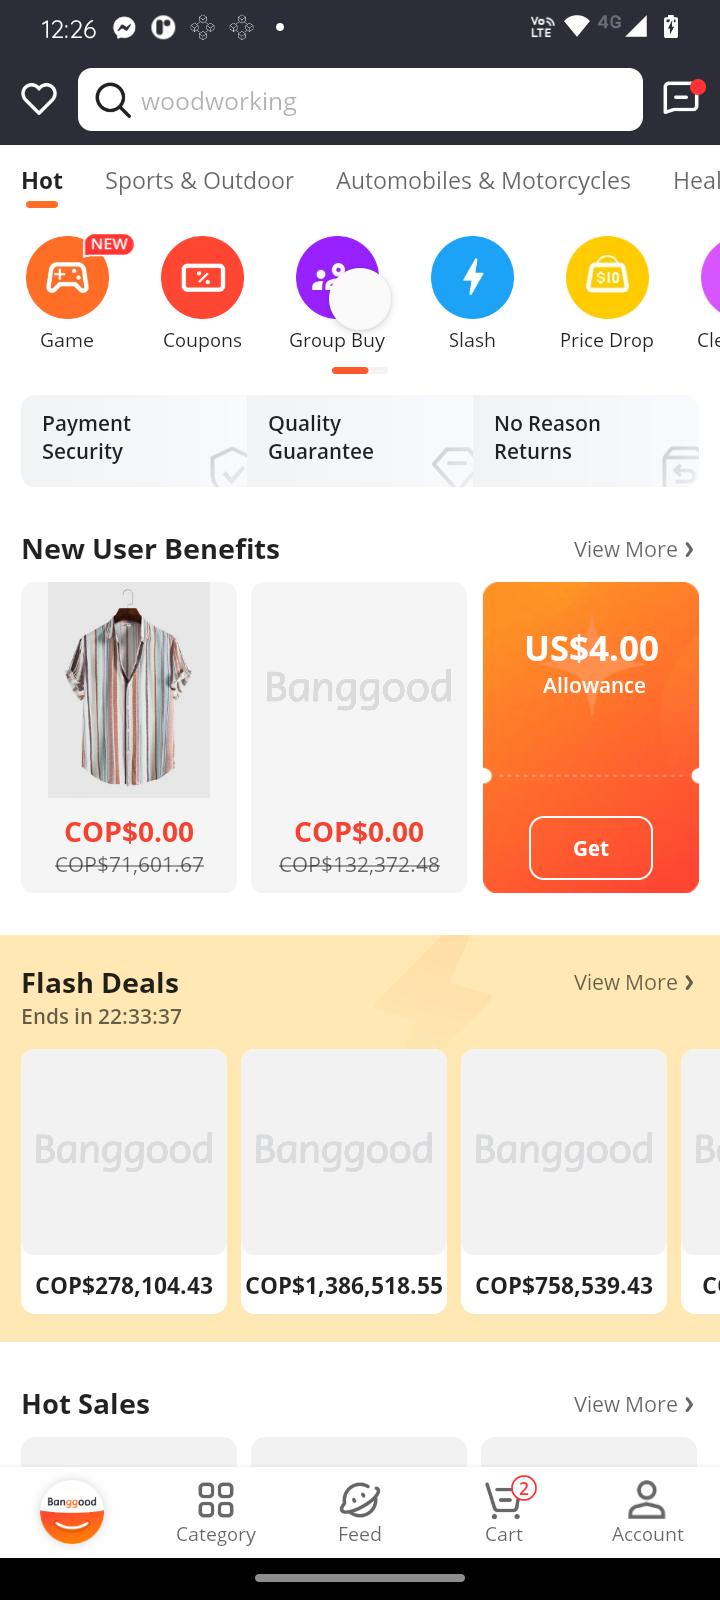 12:26
Vo LTE
4G
woodworking
Hot
Sports & Outdoor
Automobiles & Motorcycles
Heal
NEW
$10
Game
Coupons
Group Buy
Slash
Price Drop
Cle
Payment
Security
Quality
Guarantee
No Reason
Returns
New User Benefits
View More
Banggood
COP$0.00
COP$71,601.67
COP$0.00
COP$132,372.48
US$4.00
Allowance
Get
Flash Deals
View More
Ends in 22:33:37
Banggood
Banggood
Banggood
COP$278,104.43
COP$1,386,518.55
COP$758,539.43
Hot Sales
View More
Banggood
Category
Feed
2
Cart
Account